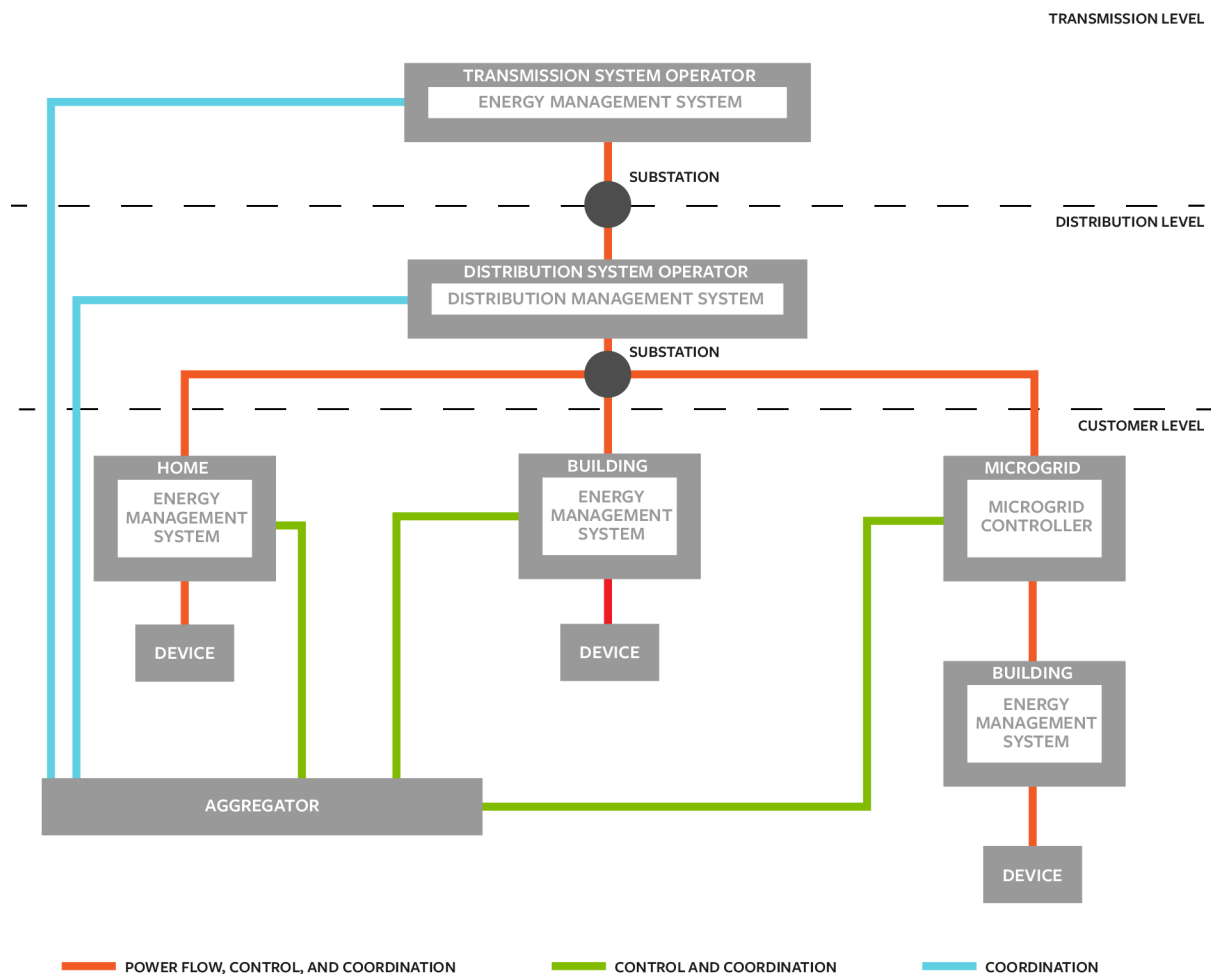 TRANSMISSION LEVEL
TRANSMISSION SYSTEM OPERATOR
ENERGY MANAGEMENT SYSTEM
SUBSTATION
DISTRIBUTION LEVEL
DISTRIBUTION SYSTEM OPERATOR
DISTRIBUTION MANAGEMENT SYSTEM
SUBSTATION
CUSTOMER LEVEL
HOME
ENERGY
MANAGEMENT
SYSTEM
BUILDING
ENERGY
MANAGEMENT
SYSTEM
MICROGRID
MICROGRID
CONTROLLER
DEVICE
DEVICE
BUILDING
ENERGY
MANAGEMENT
SYSTEM
AGGREGATOR
DEVICE
POWER FLOW, CONTROL, AND COORDINATION
CONTROL AND COORDINATION
COORDINATION